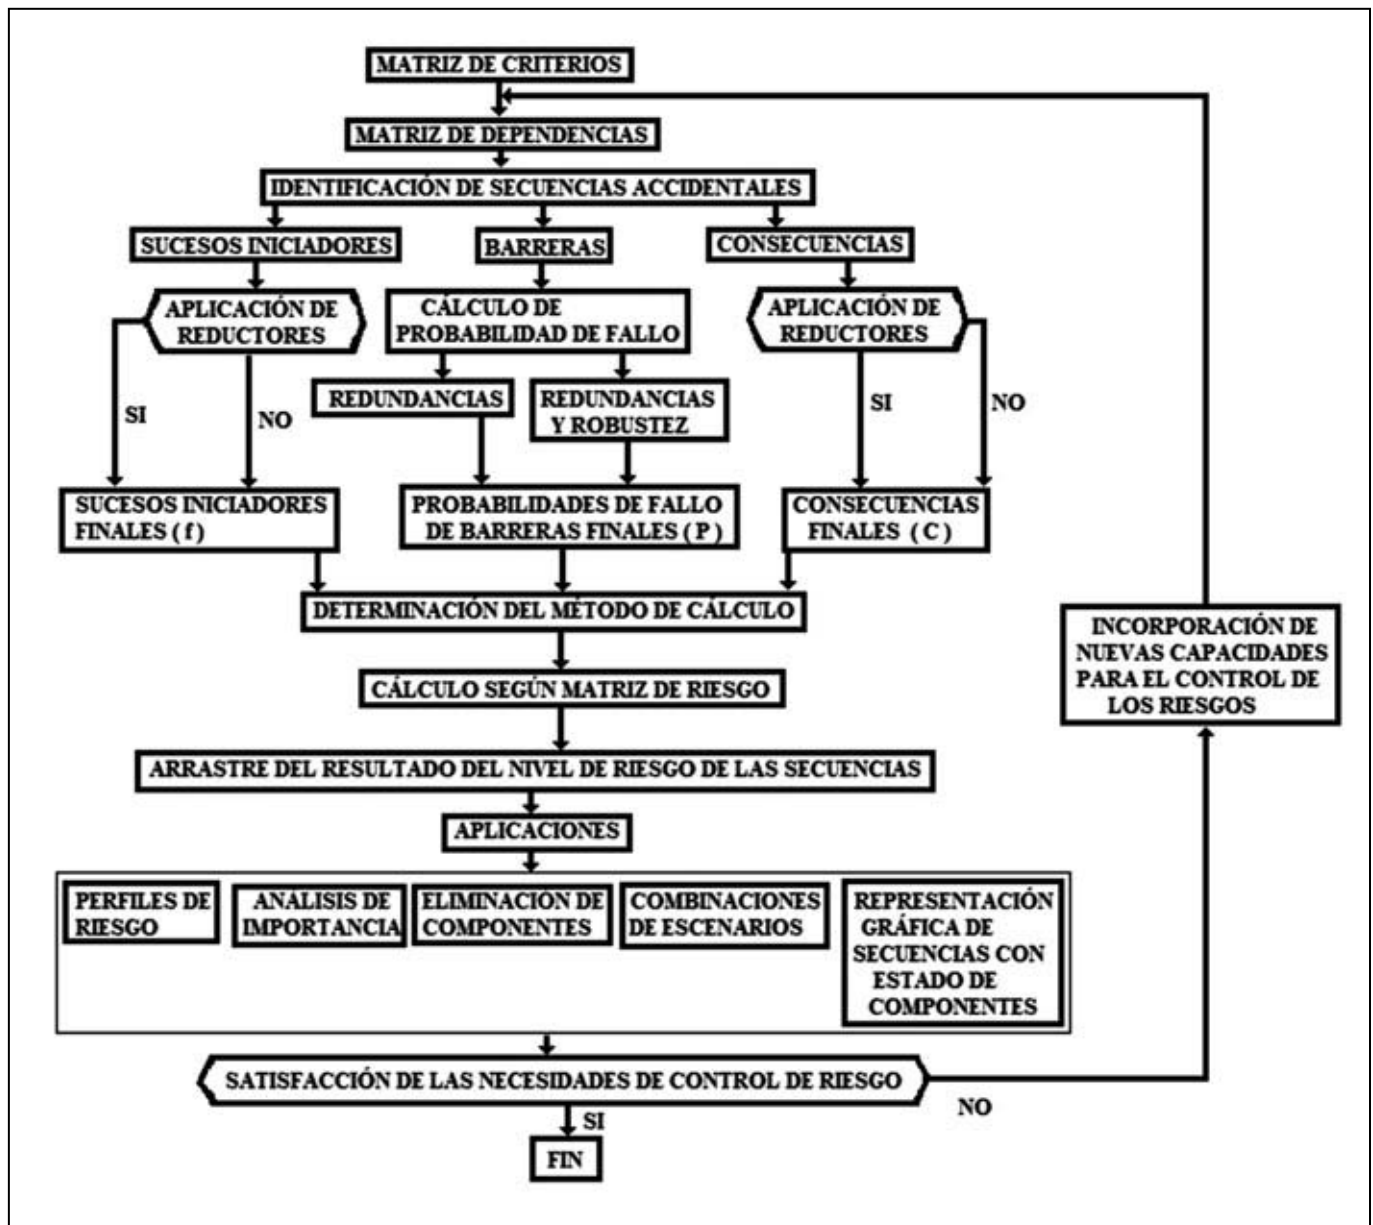 MATRIZ DE CRITERIOS
MATRIZ DE DEPENDENCIAS
IDENTIFICACIÓN DE SECUENCIAS ACCIDENTALES
SUCESOS INICIADORES
BARRERAS
CONSECUENCIAS
APLICACIÓN DE
REDUCTORES
CÁLCULO DE
PROBABILIDAD DE FALLO
APLICACIÓN DE
REDUCTORES
REDUNDANCIAS
REDUNDANCIAS
Y ROBUSTEZ
SI
NO
SI
NO
SUCESOS INICIADORES
FINALES ( f )
PROBABILIDADES DE FALLO
DE BARRERAS FINALES ( P )
CONSECUENCIAS
FINALES ( C )
DETERMINACIÓN DEL MÉTODO DE CÁLCULO
INCORPORACIÓN DE
NUEVAS CAPACIDADES
PARA EL CONTROL DE
LOS RIESGOS
CÁLCULO SEGÚN MATRIZ DE RIESGO
ARRASTRE DEL RESULTADO DEL NIVEL DE RIESGO DE LAS SECUENCIAS
APLICACIONES
PERFILES DE
RIESGO
ANÁLISIS DE
IMPORTANCIA
ELIMINACIÓN DE
COMPONENTES
COMBINACIONES
DE ESCENARIOS
REPRESENTACIÓN
GRÁFICA DE
SECUENCIAS CON
ESTADO DE
COMPONENTES
SATISFACCIÓN DE LAS NECESIDADES DE CONTROL DE RIESGO
NO
SI
FIN